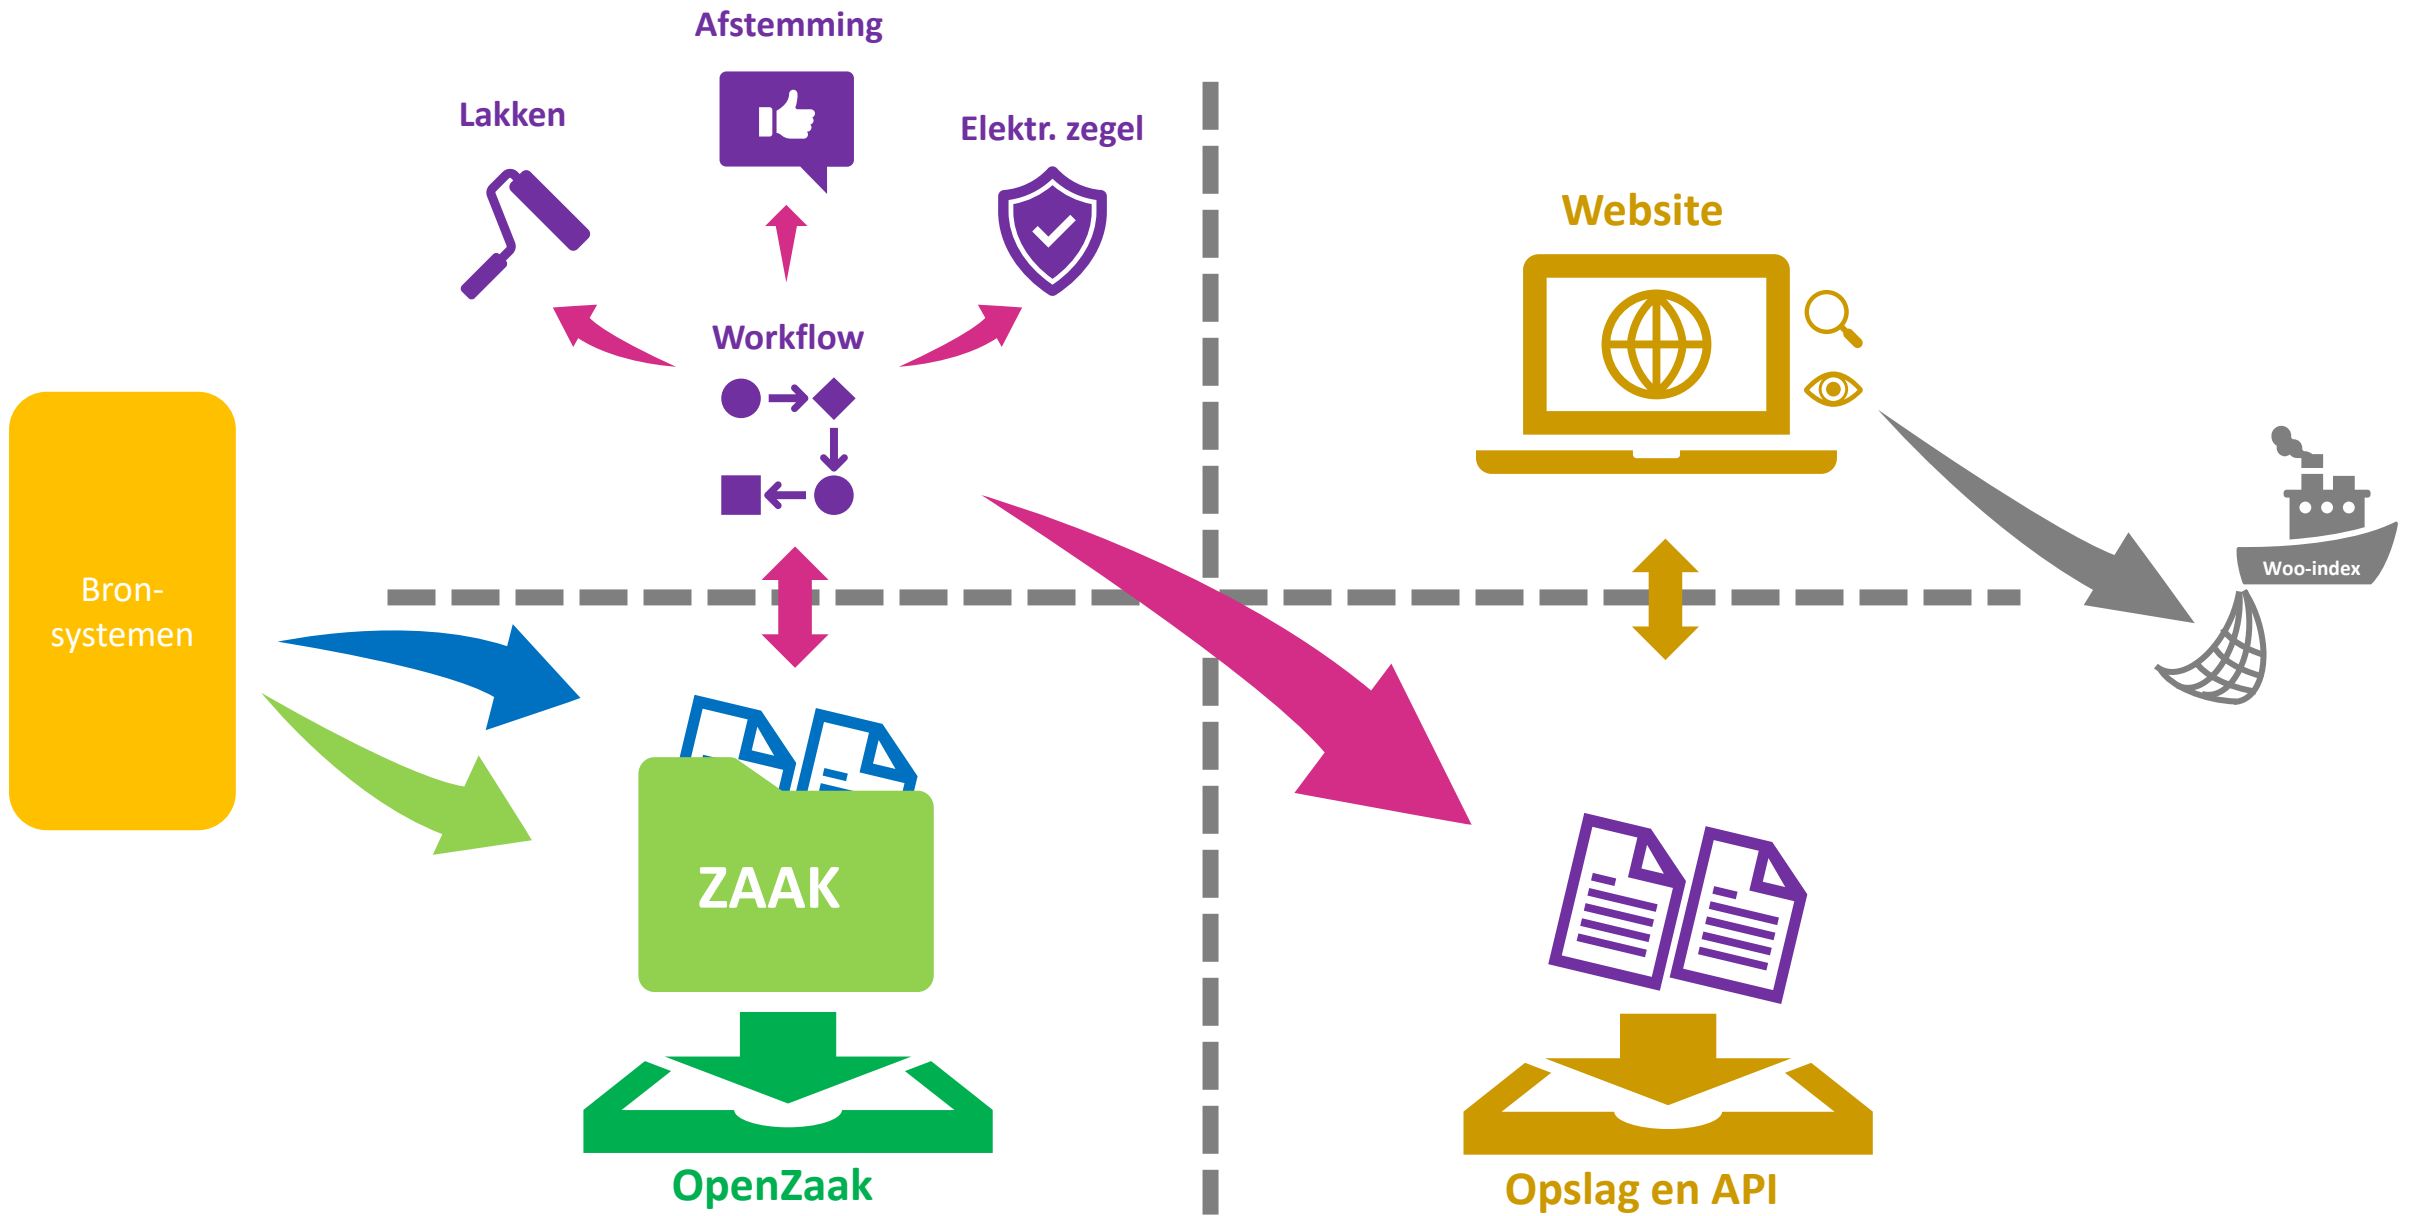 Afstemming
Lakken
Elektr. zegel
Website
Workflow
Woo-index
Bron-
systemen
ZAAK
OpenZaak
Opslag en API